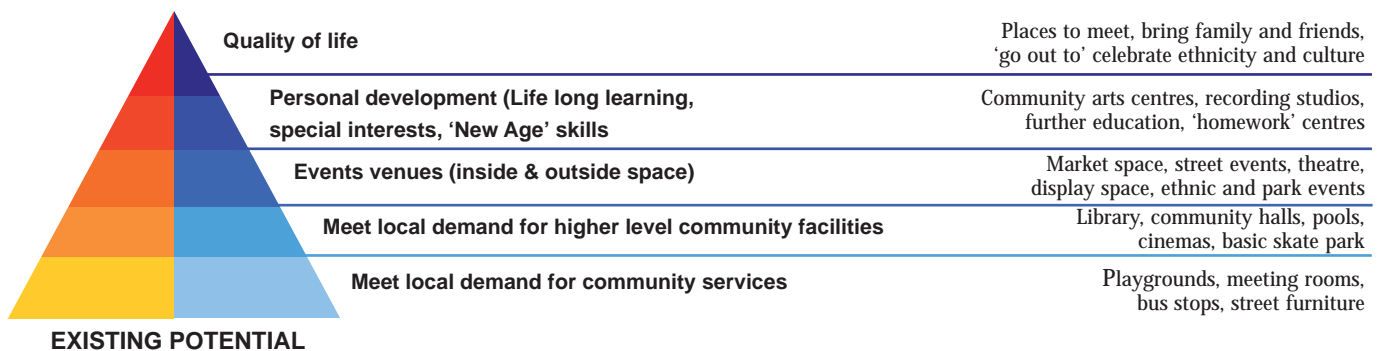 Quality of life
Places to meet, bring family and friends,
‘go out to’ celebrate ethnicity and culture
Personal development (Life long learning,
special interests, ‘New Age’ skills
Community arts centres, recording studios,
further education, ‘homework’ centres
Events venues (inside & outside space)
Market space, street events, theatre,
display space, ethnic and park events
Meet local demand for higher level community facilities
Library, community halls, pools,
cinemas, basic skate park
Meet local demand for community services
Playgrounds, meeting rooms,
bus stops, street furniture
EXISTING POTENTIAL